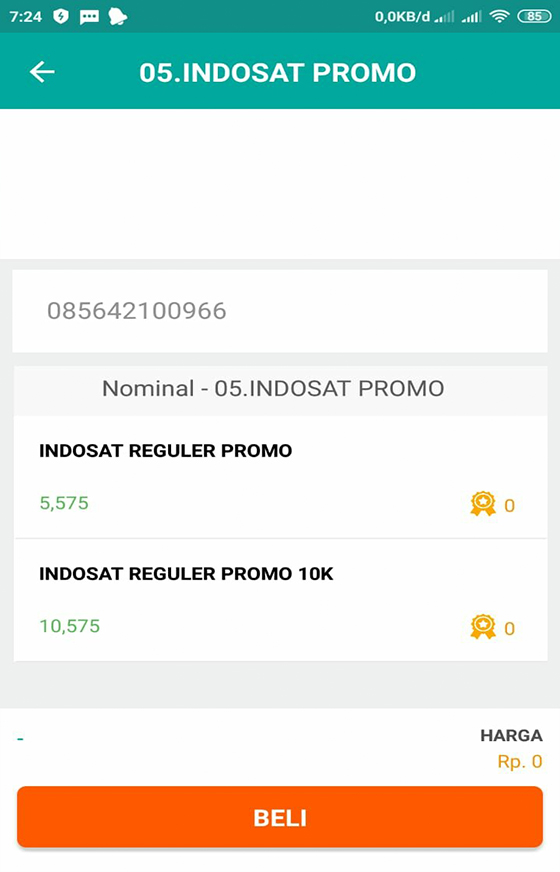 7:24
0,0KB/d
85
05.INDOSAT PROMO
085642100966
Nominal - 05.INDOSAT PROMO
INDOSAT REGULER PROMO
5,575
0
INDOSAT REGULER PROMO 10K
10,575
0
-
HARGA
Rp. 0
BELI